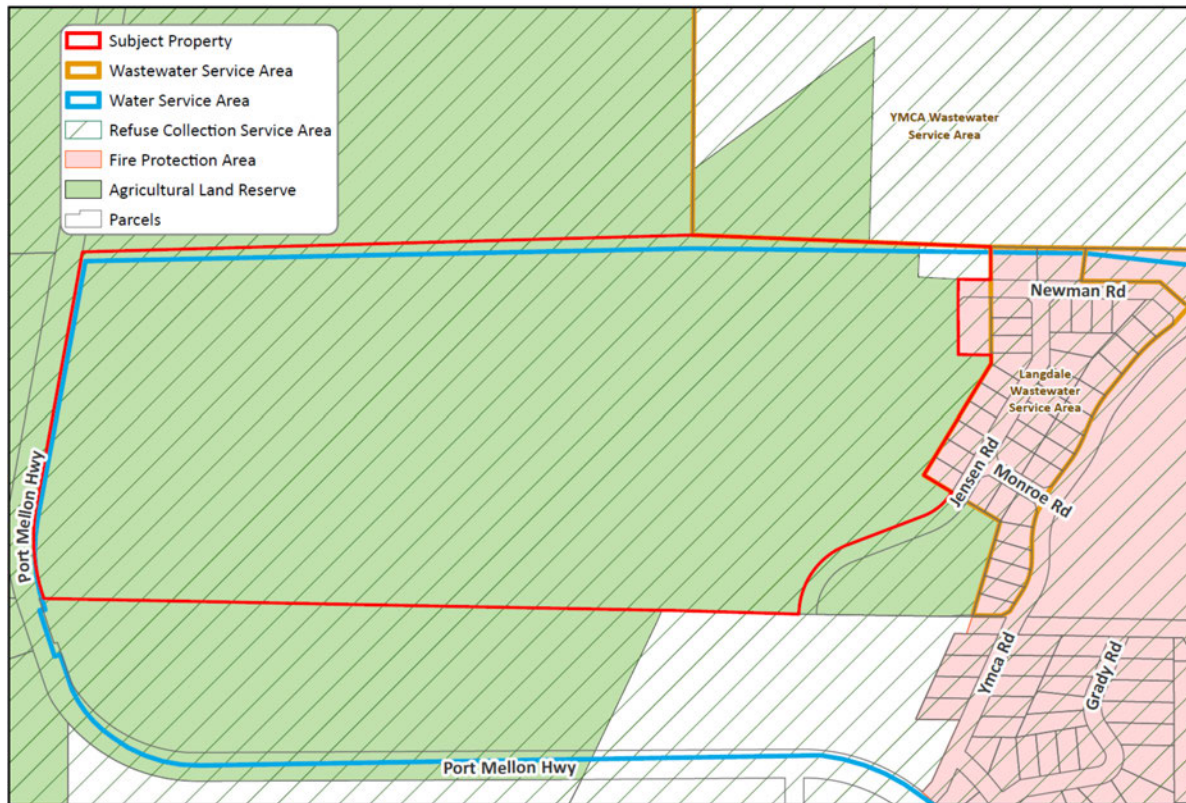 Subject Property
Wastewater Service Area
Water Service Area
Refuse Collection Service Area
Fire Protection Area
Agricultural Land Reserve
Parcels
YMCA Wastewater
Service Area
Newman Rd
Langdale
Wastewater
Service Area
Jensen Rd
Monroe Rd
Port Mellon Hwy
Ymca Rd
Grady Rd
Port Mellon Hwy